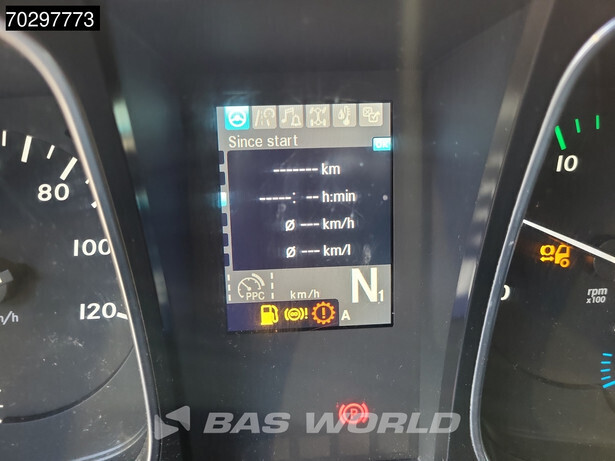 70297773
Since start
OK
------- km
-----: -- h:min
ø --- km/h
ø --- km/l
PPC
km/h
N1
A
80
100
120
10
rpm
x100
P
BAS WORLD